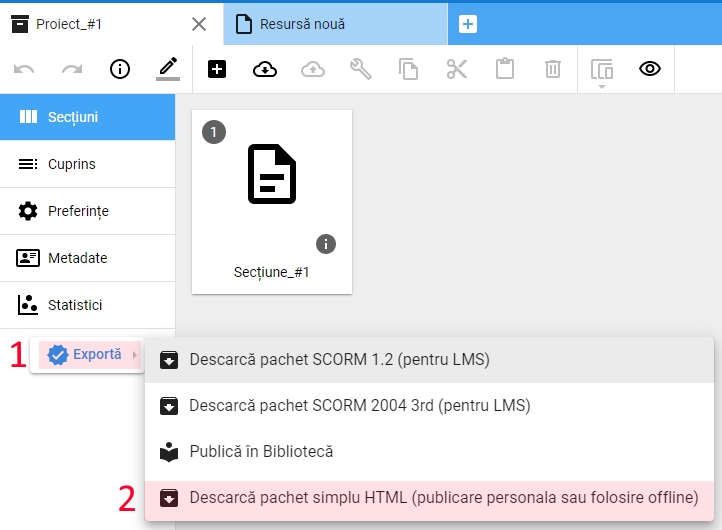 Proiect_#1
Resursă nouă
Secțiuni
1
Cuprins
Preferințe
Metadate
Secțiune_#1
Statistici
1
Exportă
Descarcă pachet SCORM 1.2 (pentru LMS)
Descarcă pachet SCORM 2004 3rd (pentru LMS)
Publică în Bibliotecă
2
Descarcă pachet simplu HTML (publicare personala sau folosire offline)